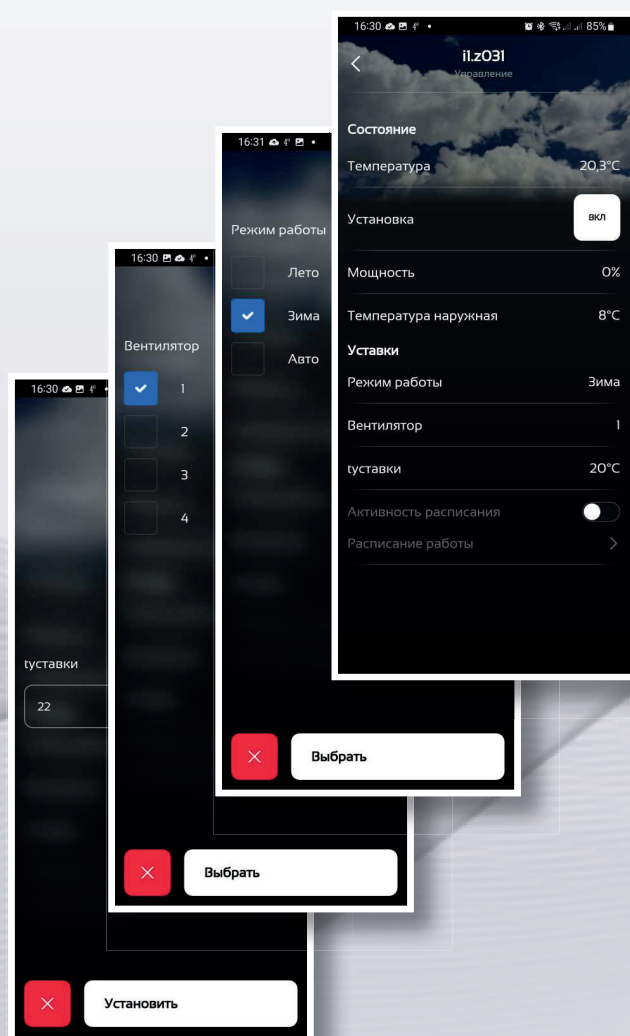 16:30
85%
i1.z031
Управление
Состояние
Температура 20,3°C
Установка вкл
Мощность 0%
Температура наружная 8°C
Уставки
Режим работы Зима
Вентилятор 1
tуставки 20°C
Активность расписания
Расписание работы
16:31
Режим работы
Лето
Зима
Авто
Выбрать
16:30
Вентилятор
1
2
3
4
Выбрать
16:30
tуставки
22
Установить